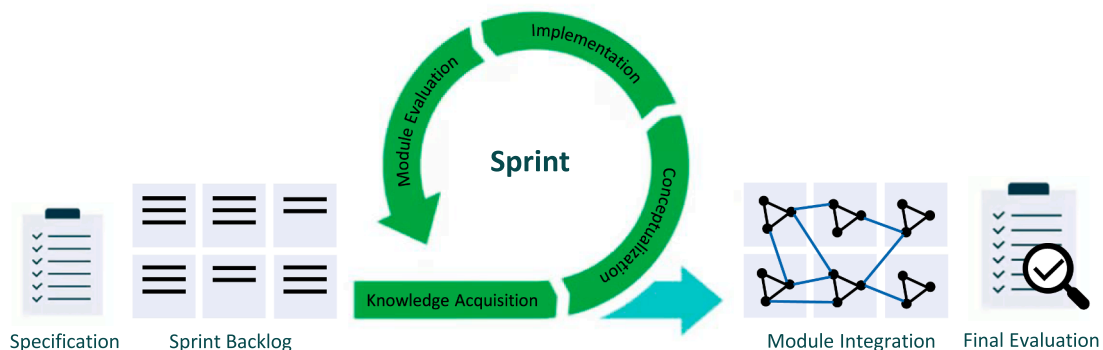 Implementation
Module Evaluation
Sprint
Conceptualization
Knowledge Acquisition
Specification
Sprint Backlog
Module Integration
Final Evaluation